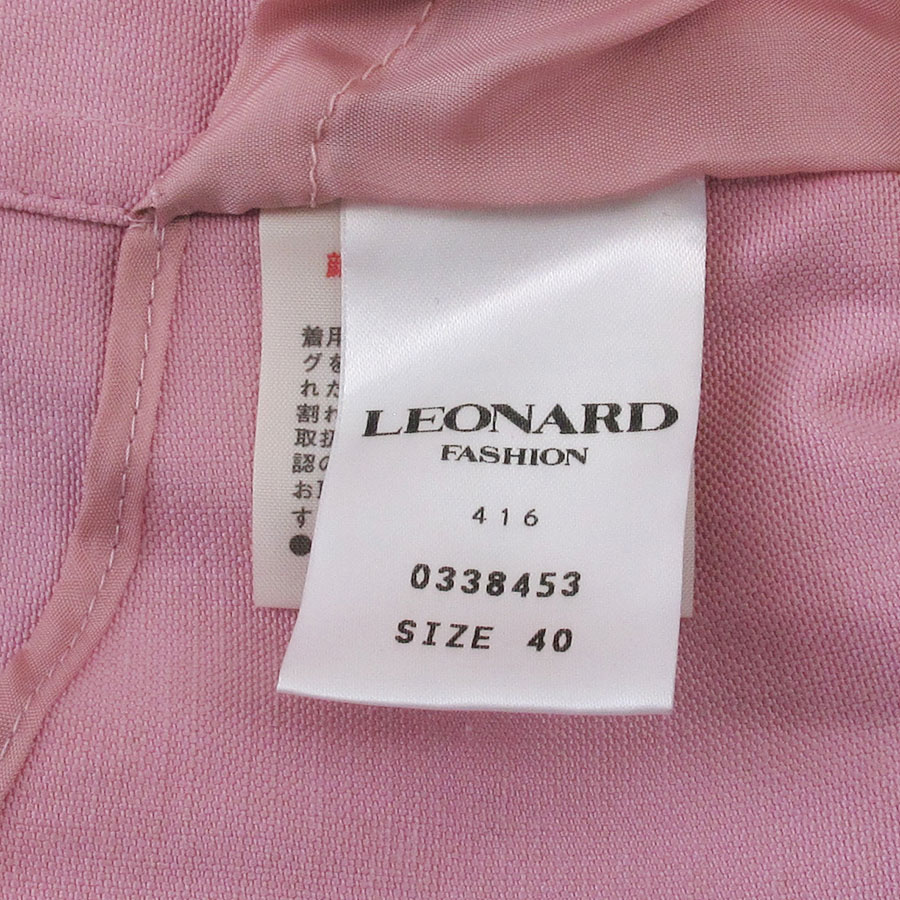 着用
グを
れた
割れ
取扱
認の
お
す
●
LEONARD
FASHION
416
0338453
SIZE 40